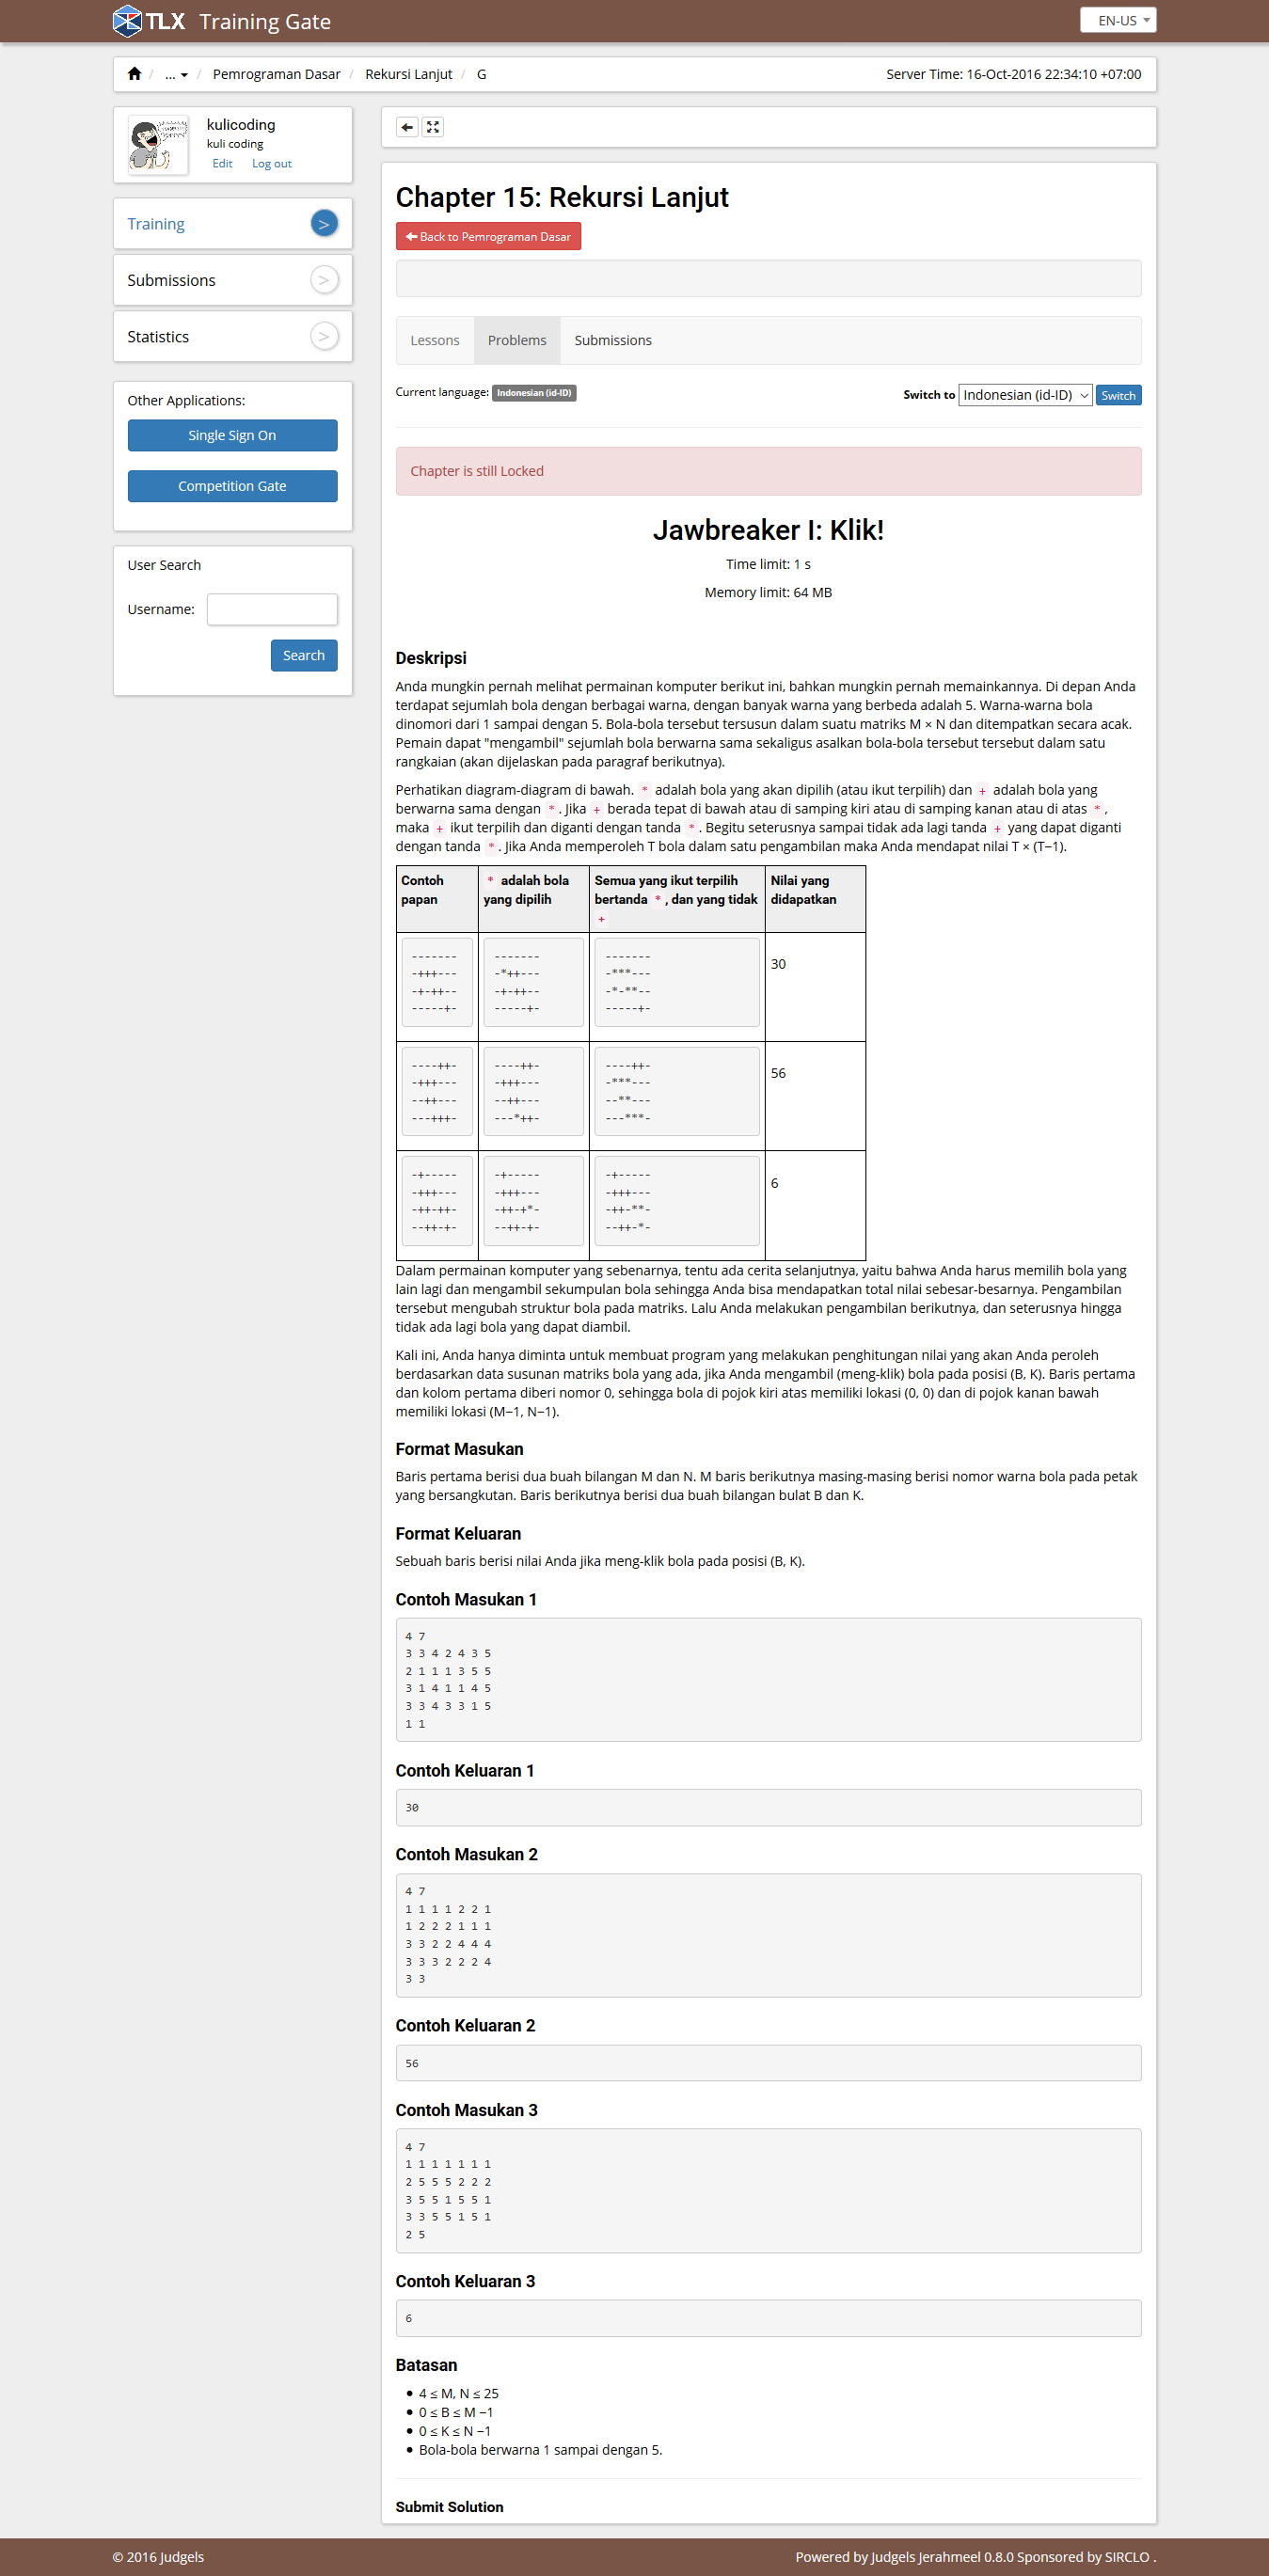 TLX Training Gate
EN-US
... Pemrograman Dasar / Rekursi Lanjut / G
Server Time: 16-Oct-2016 22:34:10 +07:00
kulicoding
kuli coding
Edit Log out
Training >
Submissions >
Statistics >
Other Applications:
Single Sign On
Competition Gate
User Search
Username:
Search
Chapter 15: Rekursi Lanjut
Back to Pemrograman Dasar
Lessons Problems Submissions
Current language: Indonesian (id-ID)
Switch to Indonesian (id-ID) Switch
Chapter is still Locked
Jawbreaker I: Klik!
Time limit: 1 s
Memory limit: 64 MB
Deskripsi
Anda mungkin pernah melihat permainan komputer berikut ini, bahkan mungkin pernah memainkannya. Di depan Anda
terdapat sejumlah bola dengan berbagai warna, dengan banyak warna yang berbeda adalah 5. Warna-warna bola
dinomori dari 1 sampai dengan 5. Bola-bola tersebut tersusun dalam suatu matriks M × N dan ditempatkan secara acak.
Pemain dapat "mengambil" sejumlah bola berwarna sama sekaligus asalkan bola-bola tersebut tersebut dalam satu
rangkaian (akan dijelaskan pada paragraf berikutnya).
Perhatikan diagram-diagram di bawah. * adalah bola yang akan dipilih (atau ikut terpilih) dan + adalah bola yang
berwarna sama dengan *. Jika + berada tepat di bawah atau di samping kiri atau di samping kanan atau di atas *,
maka + ikut terpilih dan diganti dengan tanda *. Begitu seterusnya sampai tidak ada lagi tanda + yang dapat diganti
dengan tanda *. Jika Anda memperoleh T bola dalam satu pengambilan maka Anda mendapat nilai T × (T−1).
Contoh papan
* adalah bola yang dipilih
Semua yang ikut terpilih bertanda *, dan yang tidak +
Nilai yang didapatkan
-------
-+++---
-+-++--
-----+-
-------
-*++---
-+-++--
-----+-
-------
-***---
-*-**--
-----+-
30
----++-
-+++---
--++---
---+++-
----++-
-+++---
--++---
---*++-
----++-
-***---
--**---
---***-
56
-+-----
-+++---
-++-++-
--++-+-
-+-----
-+++---
-++-+*-
--++-+-
-+-----
-+++---
-++-**-
--++-*-
6
Dalam permainan komputer yang sebenarnya, tentu ada cerita selanjutnya, yaitu bahwa Anda harus memilih bola yang
lain lagi dan mengambil sekumpulan bola sehingga Anda bisa mendapatkan total nilai sebesar-besarnya. Pengambilan
tersebut mengubah struktur bola pada matriks. Lalu Anda melakukan pengambilan berikutnya, dan seterusnya hingga
tidak ada lagi bola yang dapat diambil.
Kali ini, Anda hanya diminta untuk membuat program yang melakukan penghitungan nilai yang akan Anda peroleh
berdasarkan data susunan matriks bola yang ada, jika Anda mengambil (meng-klik) bola pada posisi (B, K). Baris pertama
dan kolom pertama diberi nomor 0, sehingga bola di pojok kiri atas memiliki lokasi (0, 0) dan di pojok kanan bawah
memiliki lokasi (M−1, N−1).
Format Masukan
Baris pertama berisi dua buah bilangan M dan N. M baris berikutnya masing-masing berisi nomor warna bola pada petak
yang bersangkutan. Baris berikutnya berisi dua buah bilangan bulat B dan K.
Format Keluaran
Sebuah baris berisi nilai Anda jika meng-klik bola pada posisi (B, K).
Contoh Masukan 1
4 7
3 3 4 2 4 3 5
2 1 1 1 3 5 5
3 1 4 1 1 4 5
3 3 4 3 3 1 5
1 1
Contoh Keluaran 1
30
Contoh Masukan 2
4 7
1 1 1 1 2 2 1
1 2 2 2 1 1 1
3 3 2 2 4 4 4
3 3 3 2 2 2 4
3 3
Contoh Keluaran 2
56
Contoh Masukan 3
4 7
1 1 1 1 1 1 1
2 5 5 5 2 2 2
3 5 5 1 5 5 1
3 3 5 5 1 5 1
2 5
Contoh Keluaran 3
6
Batasan
• 4 ≤ M, N ≤ 25
• 0 ≤ B ≤ M −1
• 0 ≤ K ≤ N −1
• Bola-bola berwarna 1 sampai dengan 5.
Submit Solution
© 2016 Judgels
Powered by Judgels Jerahmeel 0.8.0 Sponsored by SIRCLO .